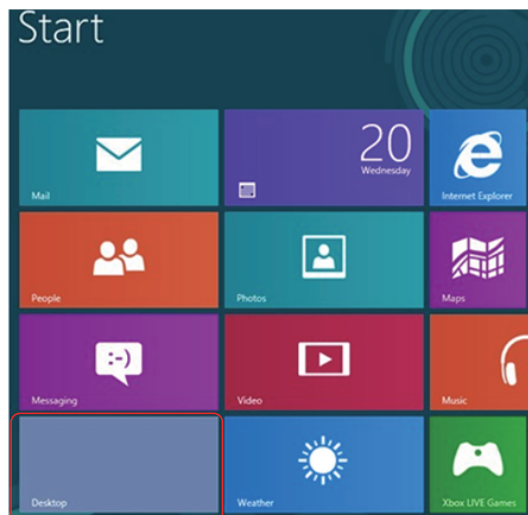 Start
20
Wednesday
Mail
Internet Explorer
People
Photos
Maps
:-)
Messaging
Video
Music
Desktop
Weather
Xbox LIVE Games